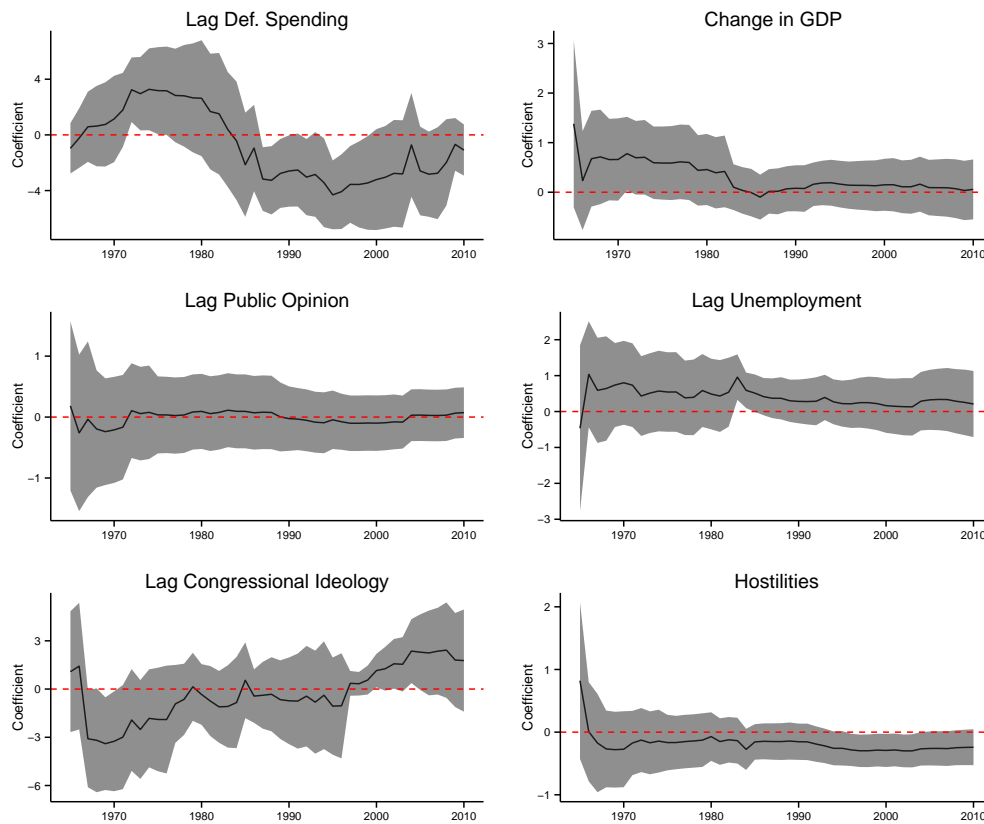 Lag Def. Spending
Coefficient
4
0
−4
1970 1980 1990 2000 2010
Change in GDP
Coefficient
3
2
1
0
1970 1980 1990 2000 2010
Lag Public Opinion
Coefficient
1
0
−1
1970 1980 1990 2000 2010
Lag Unemployment
Coefficient
2
1
0
−1
−2
−3
1970 1980 1990 2000 2010
Lag Congressional Ideology
Coefficient
3
0
−3
−6
1970 1980 1990 2000 2010
Hostilities
Coefficient
2
1
0
−1
1970 1980 1990 2000 2010